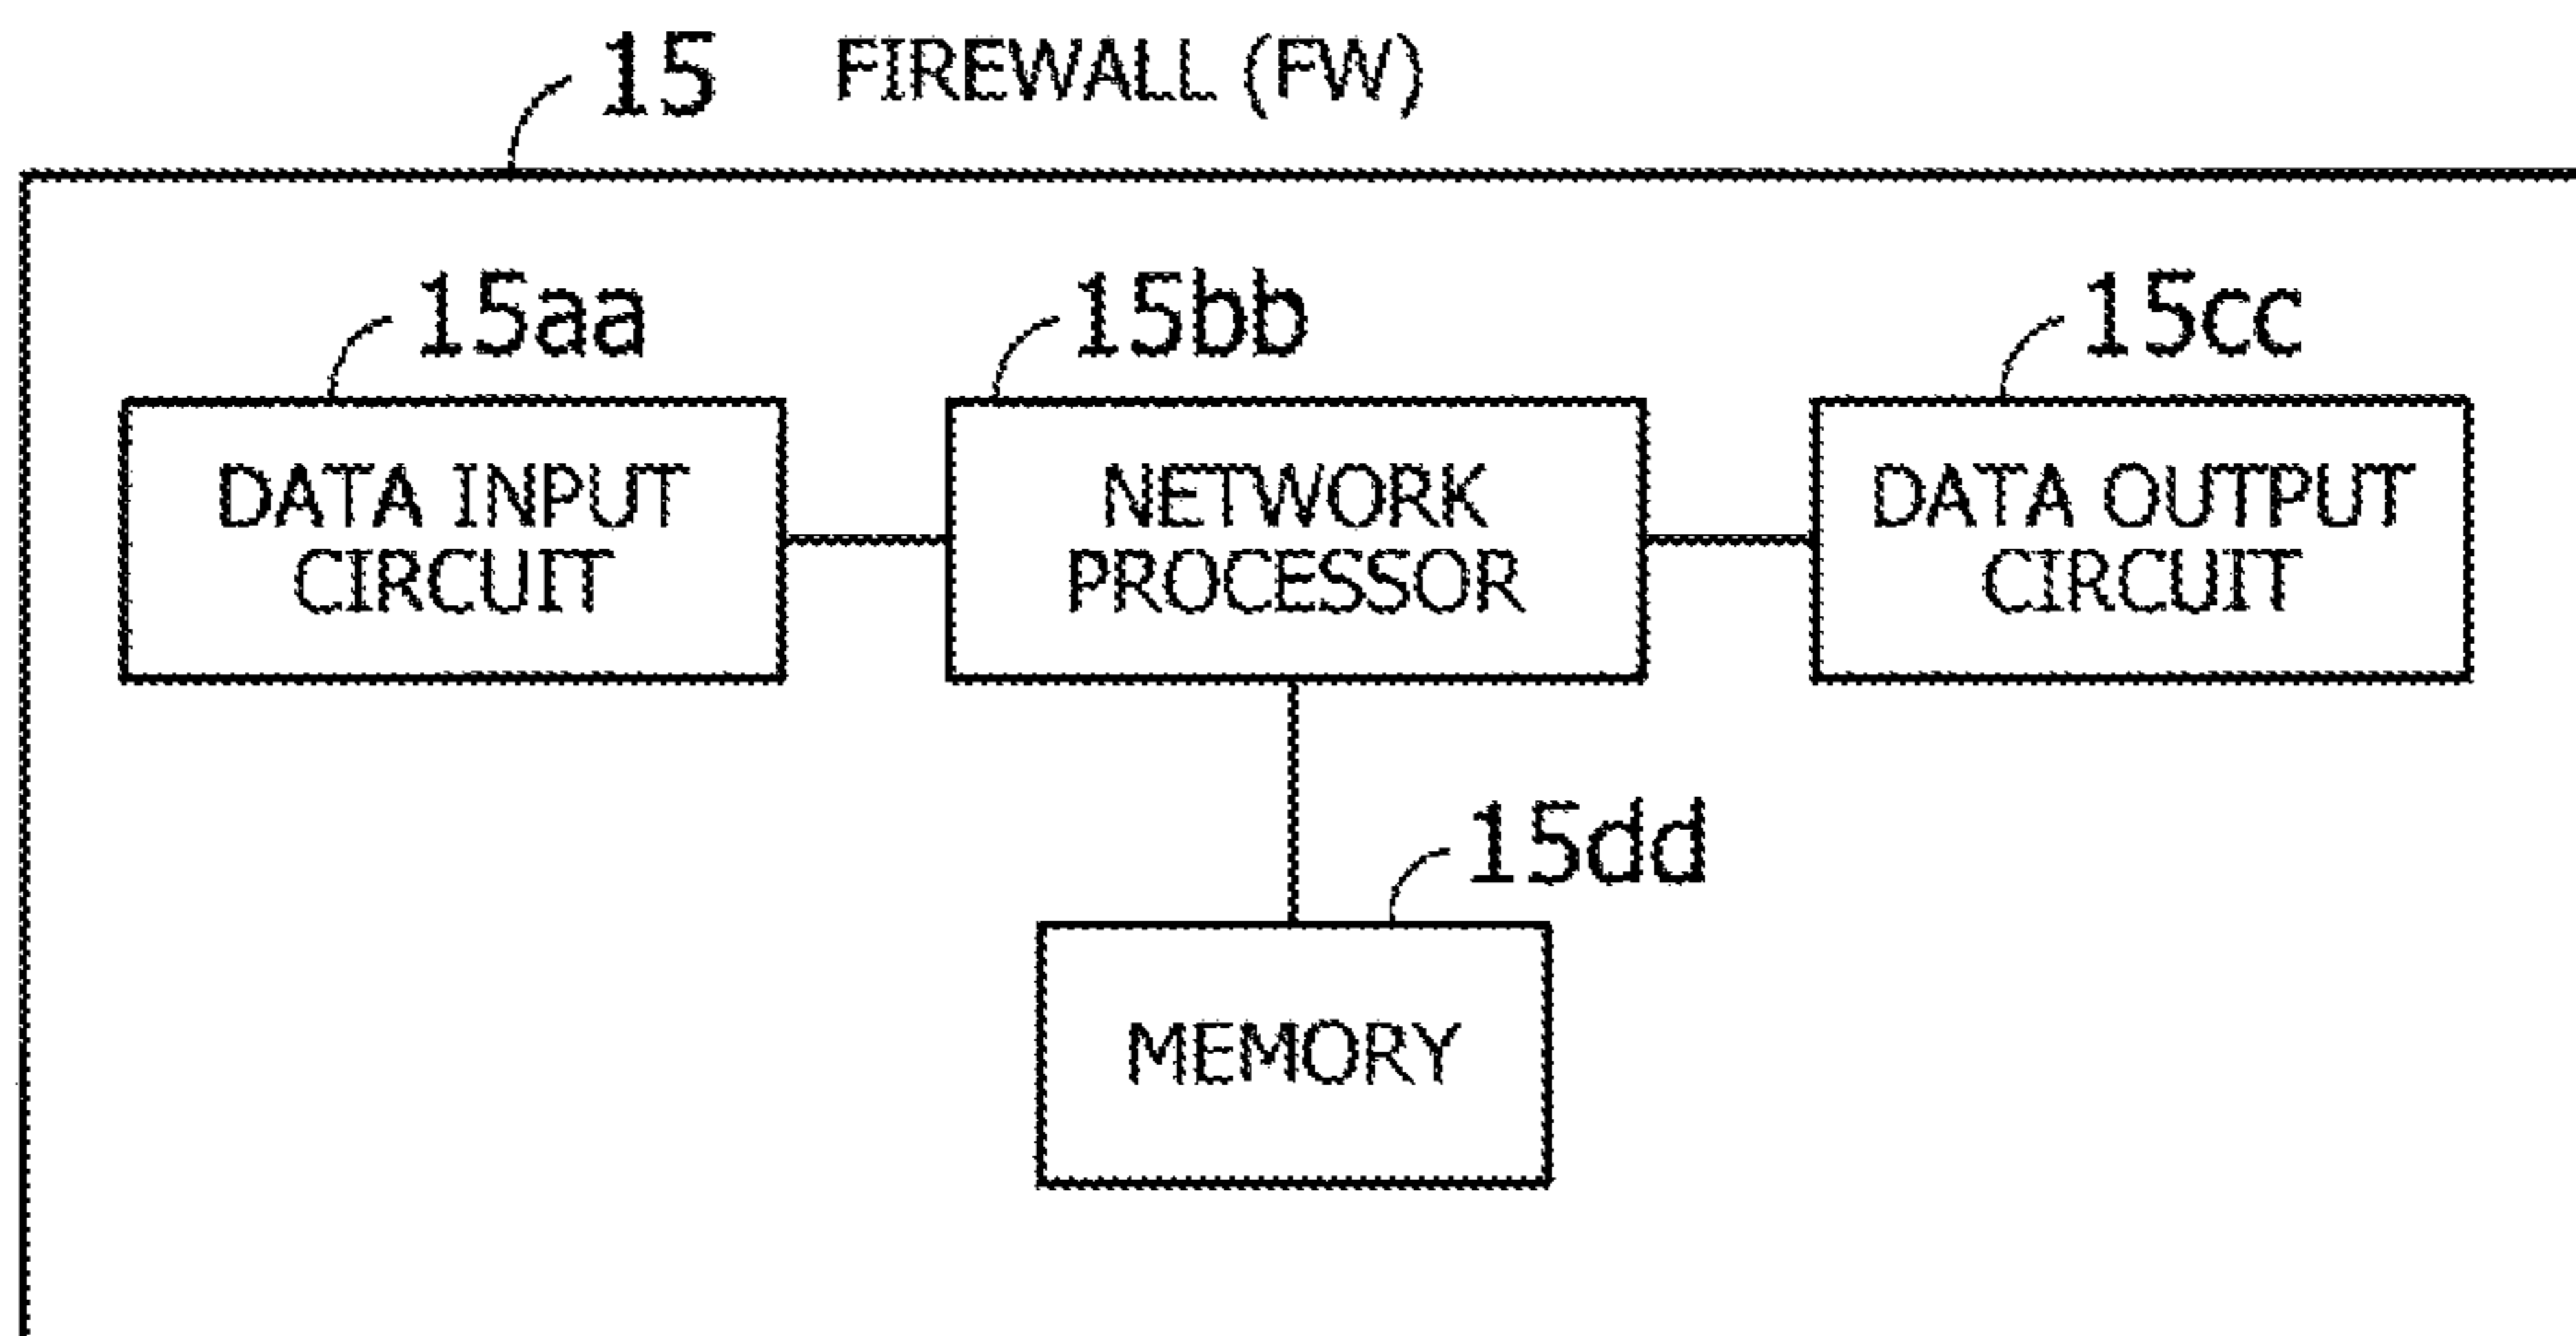 15 FIREWALL (FW)
15aa
15bb
15cc
DATA INPUT
CIRCUIT
NETWORK
PROCESSOR
DATA OUTPUT
CIRCUIT
15dd
MEMORY